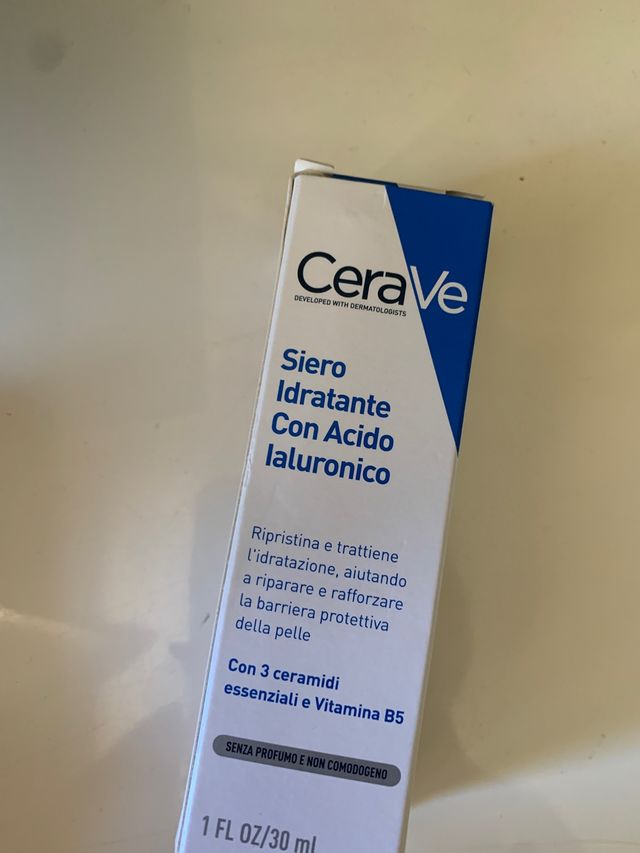 CeraVe
DEVELOPED WITH DERMATOLOGISTS
Siero
Idratante
Con Acido
Ialuronico
Ripristina e trattiene
l'idratazione, aiutando
a riparare e rafforzare
la barriera protettiva
della pelle
Con 3 ceramidi
essenziali e Vitamina B5
SENZA PROFUMO E NON COMODOGENO
1 FL OZ/30 ml